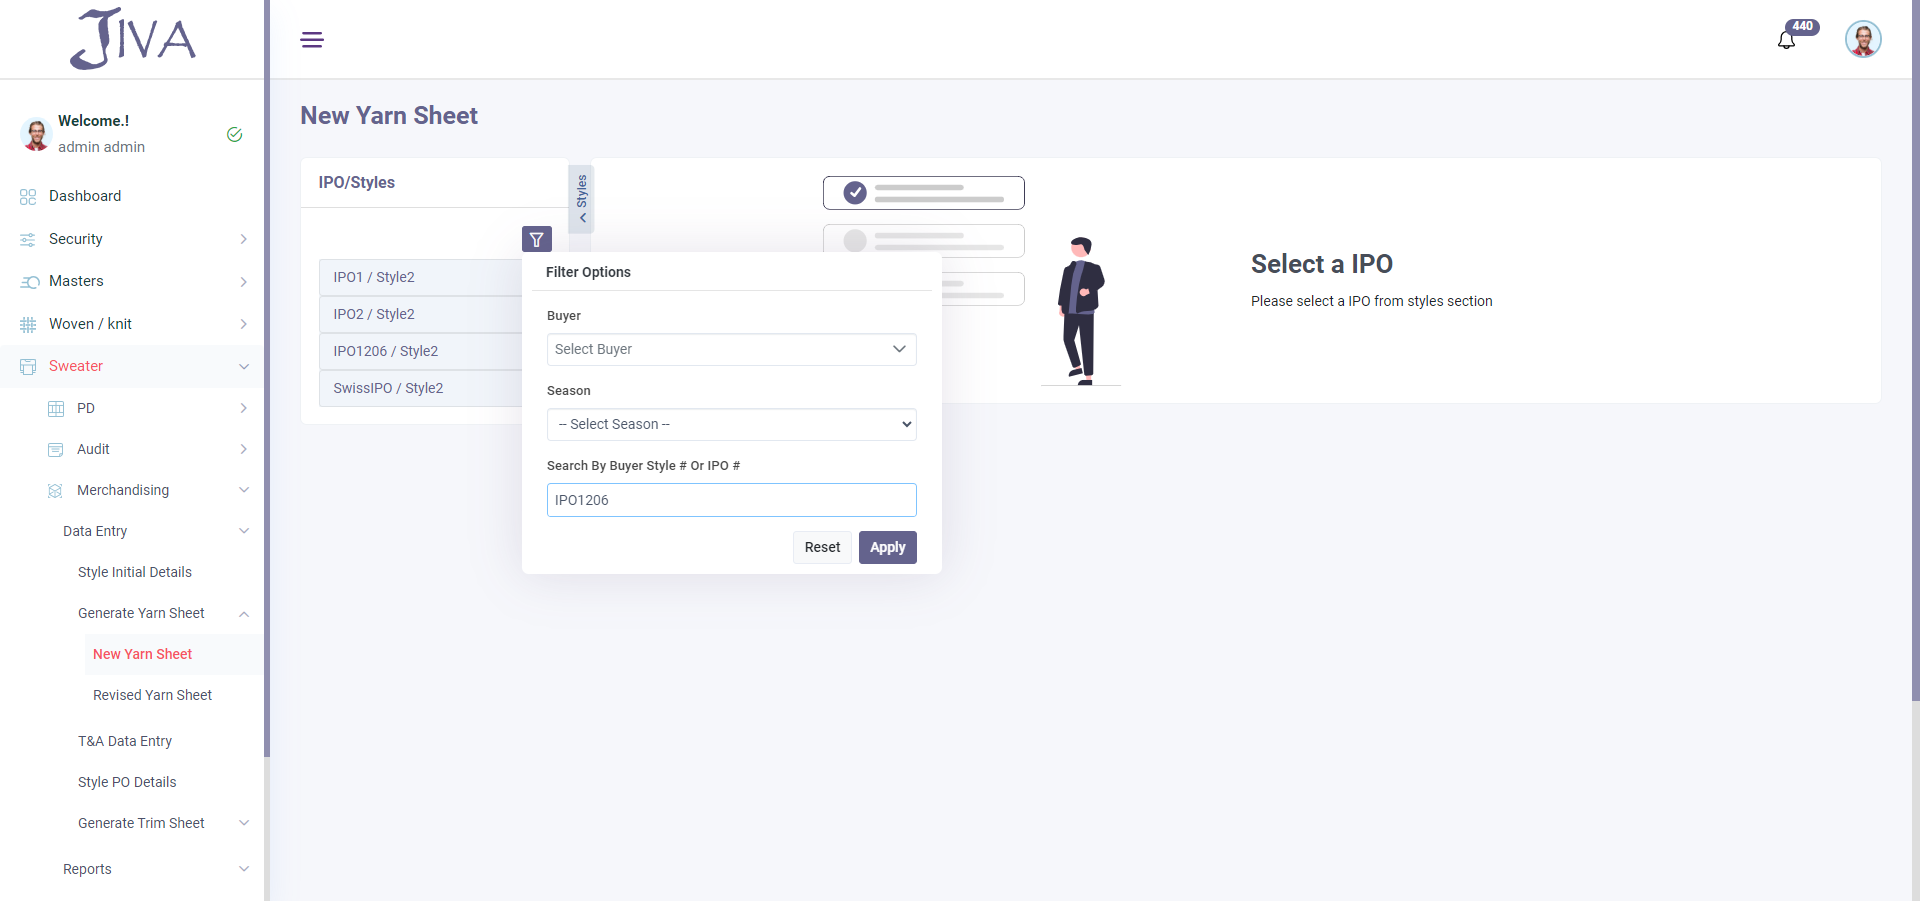 JIVA
440
Welcome.!
admin admin
Dashboard
Security
Masters
Woven / knit
Sweater
PD
Audit
Merchandising
Data Entry
Style Initial Details
Generate Yarn Sheet
New Yarn Sheet
Revised Yarn Sheet
T&A Data Entry
Style PO Details
Generate Trim Sheet
Reports
New Yarn Sheet
IPO/Styles
Styles
IPO1 / Style2
IPO2 / Style2
IPO1206 / Style2
SwissIPO / Style2
Filter Options
Buyer
Select Buyer
Season
-- Select Season --
Search By Buyer Style # Or IPO #
IPO1206
Reset
Apply
Select a IPO
Please select a IPO from styles section